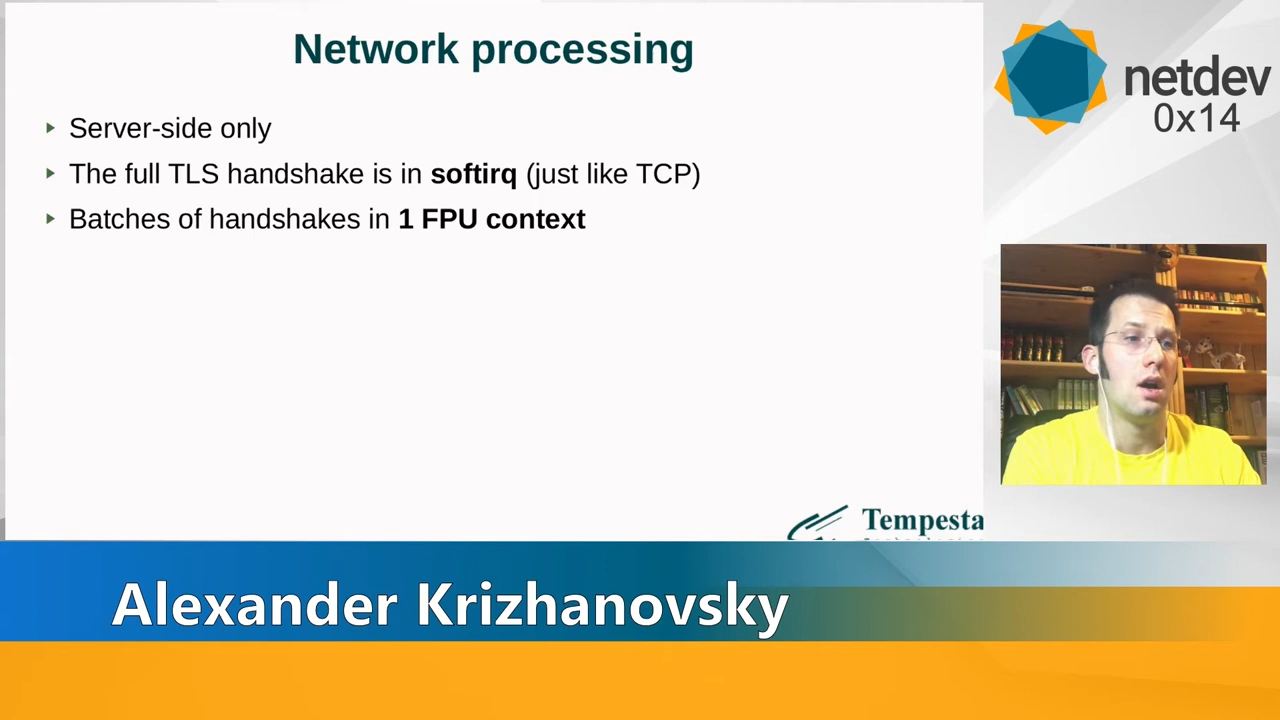 Network processing
Server-side only
The full TLS handshake is in softirq (just like TCP)
Batches of handshakes in 1 FPU context
Tempesta
netdev
0x14
Alexander Krizhanovsky